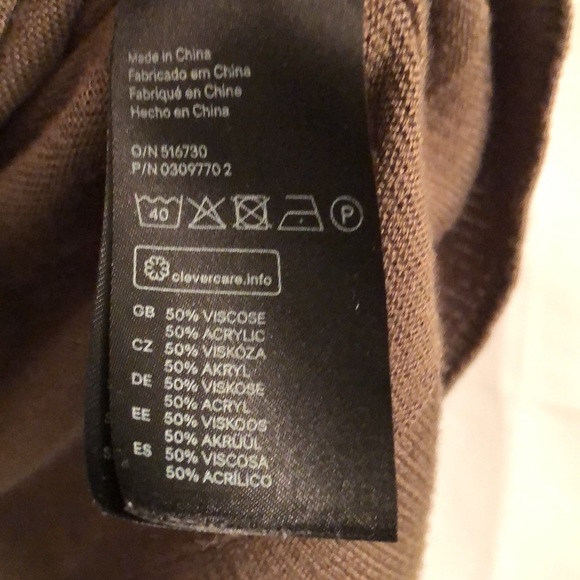 Made in China
Fabricado em China
Fabriqué en Chine
Hecho en China
O/N 516730
P/N 0309770 2
40 P
clevercare.info
GB 50% VISCOSE
50% ACRYLIC
CZ 50% VISKÓZA
50% AKRYL
DE 50% VISKOSE
50% ACRYL
EE 50% VISKOOS
50% AKRÜÜL
ES 50% VISCOSA
50% ACRÍLICO